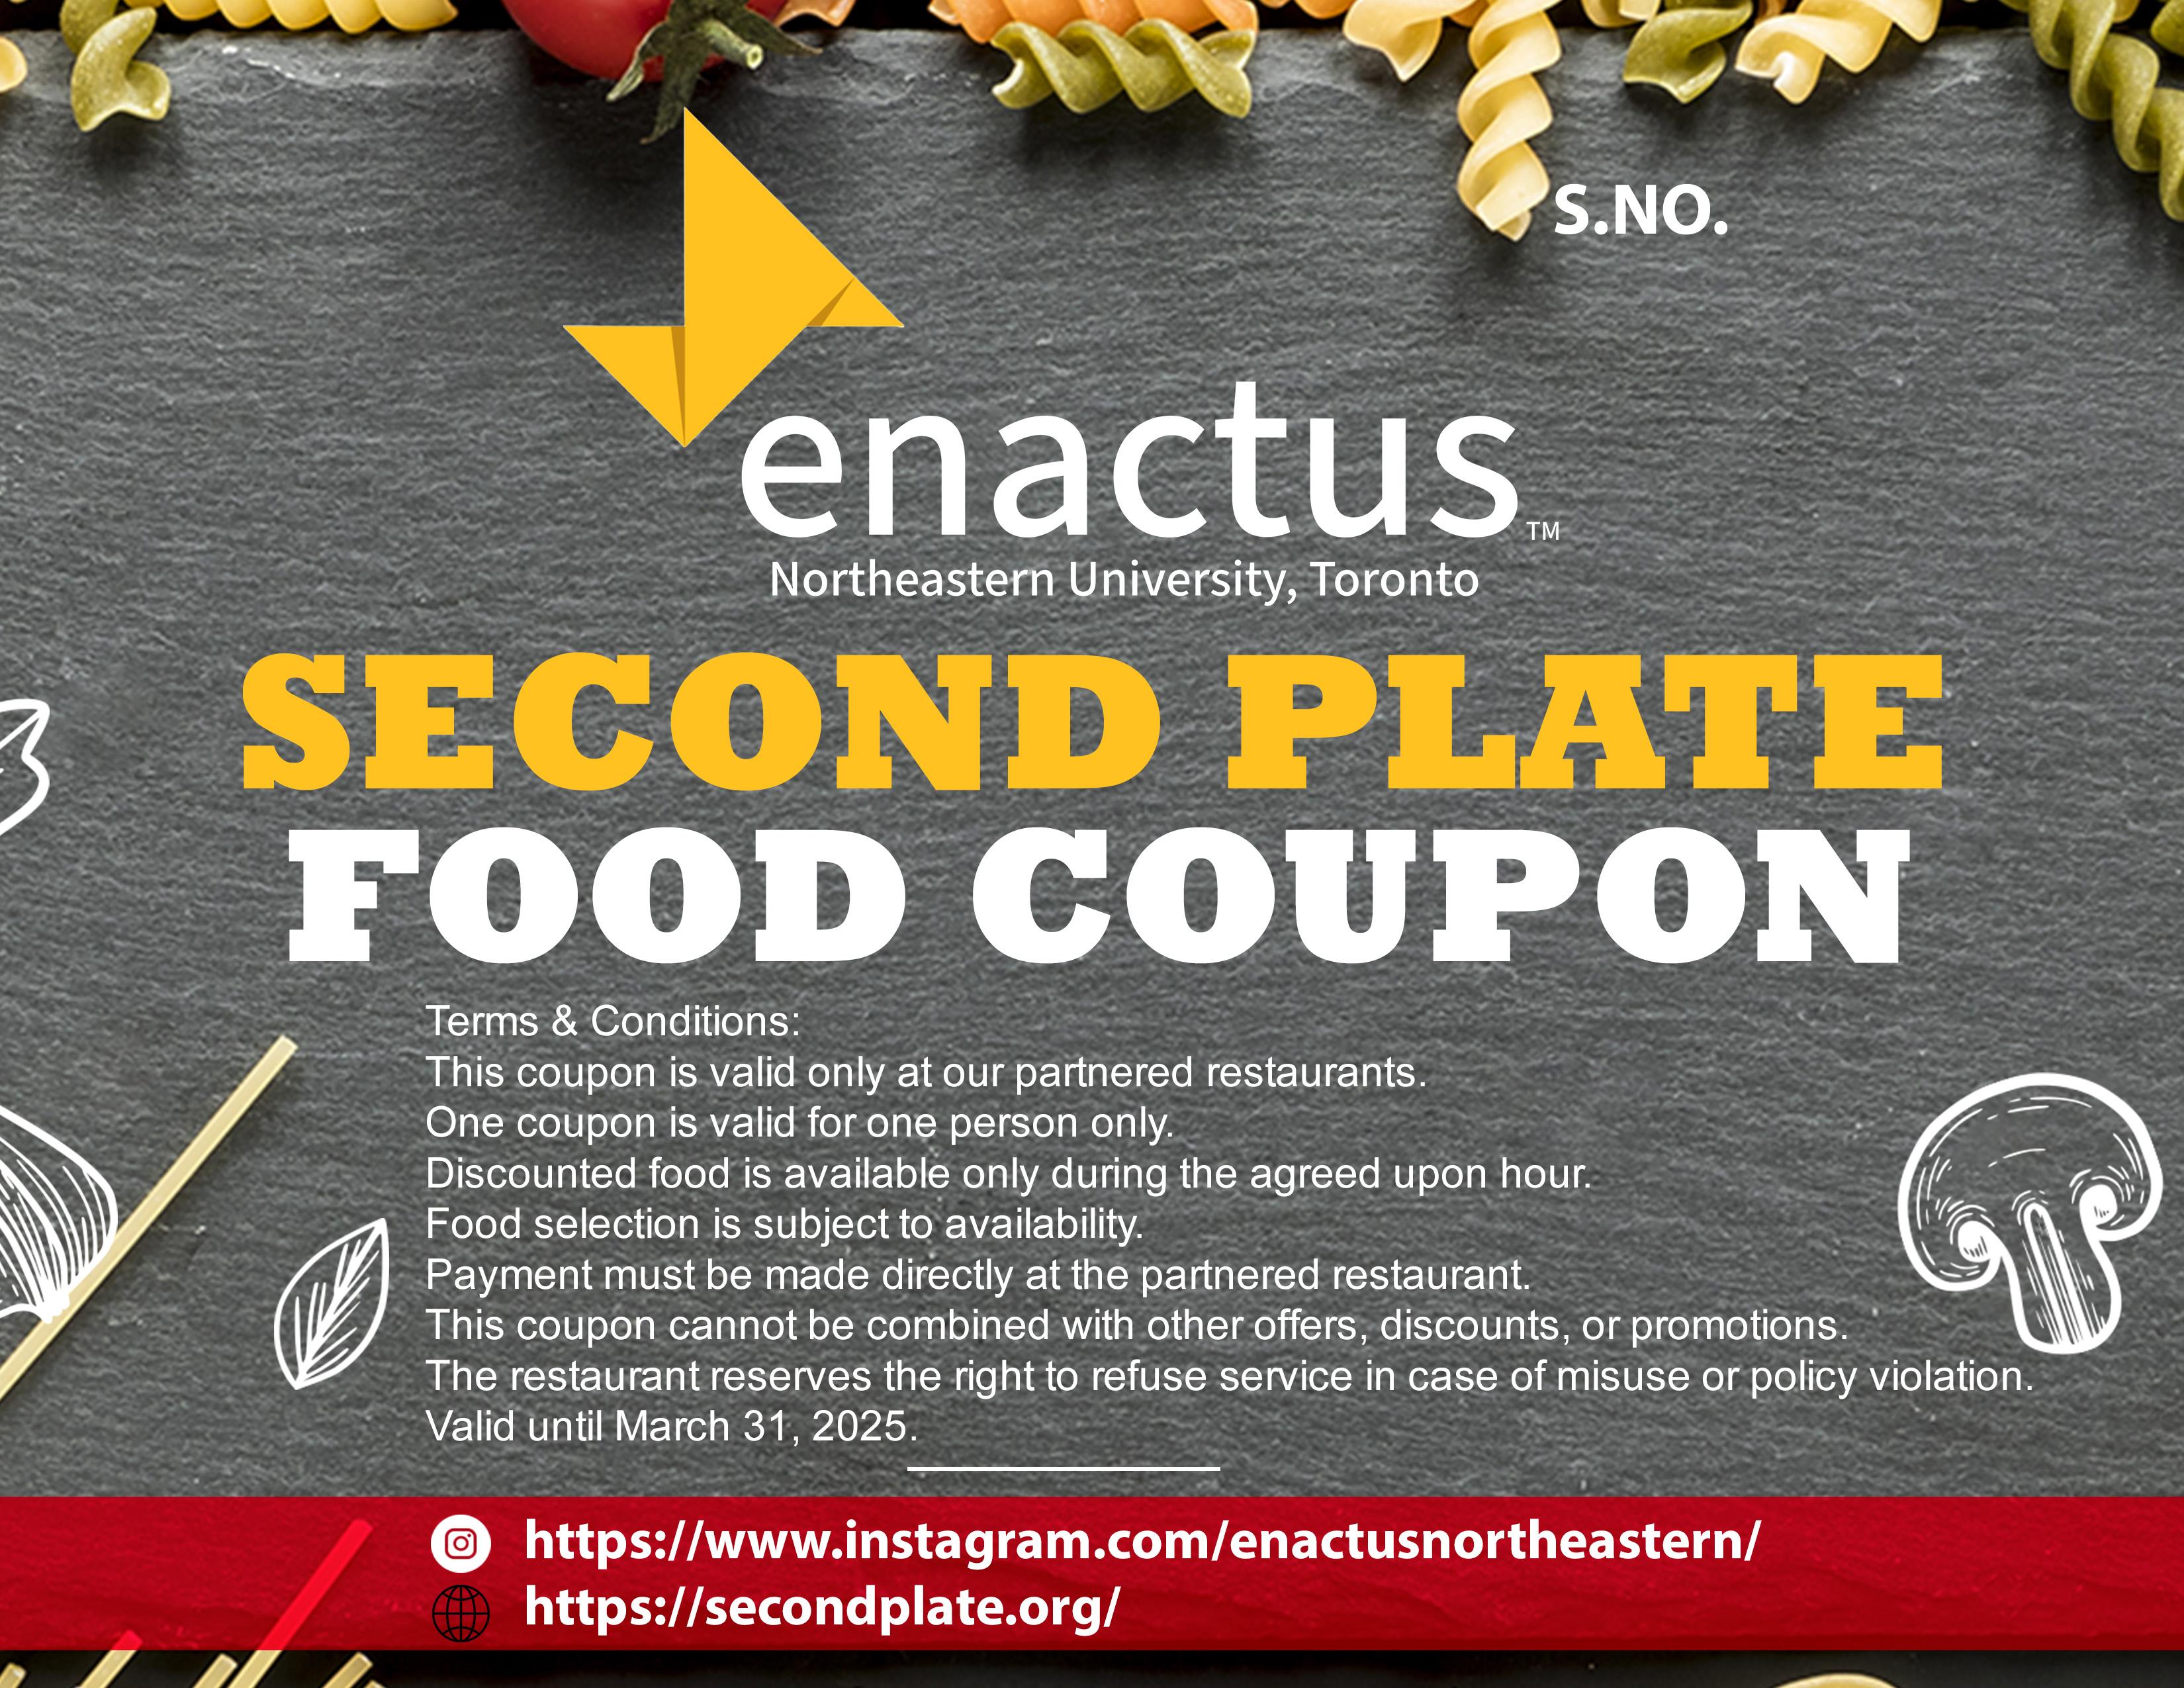 S.NO.
enactus™
Northeastern University, Toronto
SECOND PLATE
FOOD COUPON
Terms & Conditions:
This coupon is valid only at our partnered restaurants.
One coupon is valid for one person only.
Discounted food is available only during the agreed upon hour.
Food selection is subject to availability.
Payment must be made directly at the partnered restaurant.
This coupon cannot be combined with other offers, discounts, or promotions.
The restaurant reserves the right to refuse service in case of misuse or policy violation.
Valid until March 31, 2025.
https://www.instagram.com/enactusnortheastern/
https://secondplate.org/